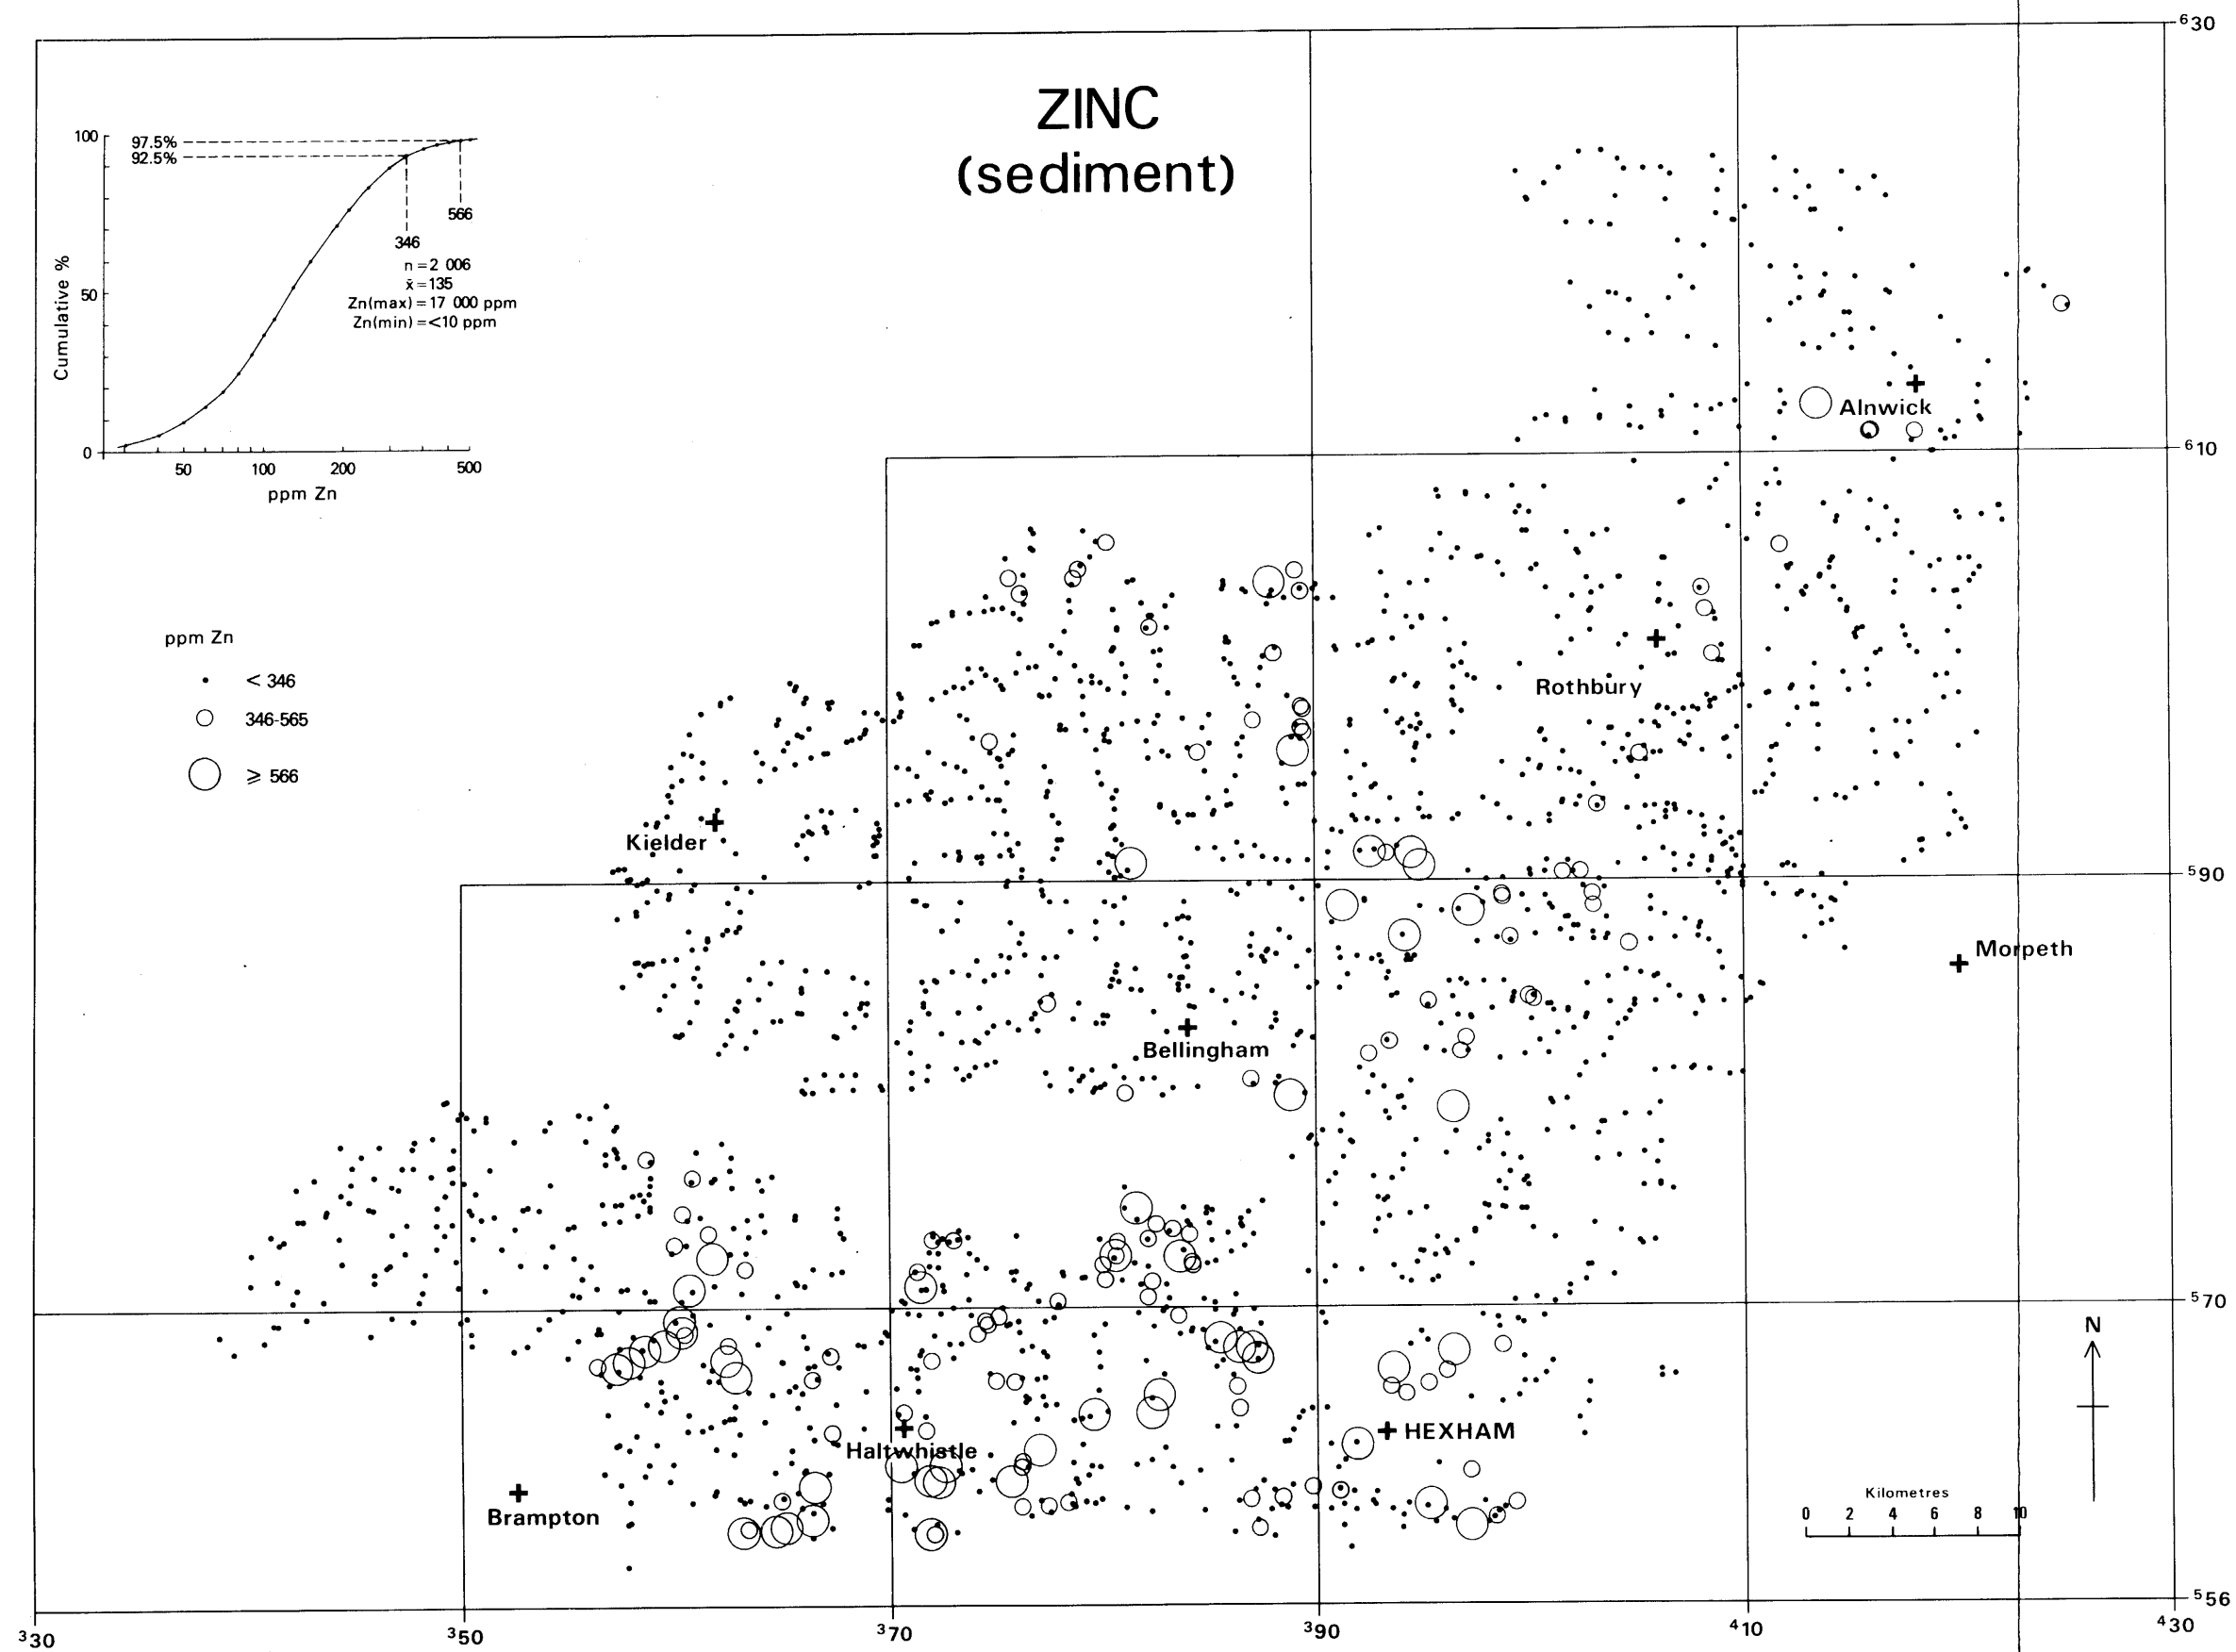 ZINC
(sediment)
630
100
97.5%
92.5%
566
346
n = 2 006
x̄ = 135
Zn(max) = 17 000 ppm
Zn(min) = <10 ppm
Cumulative %
50
0
50 100 200 500
ppm Zn
Alnwick
610
ppm Zn
< 346
346-565
⩾ 566
Rothbury
Kielder
590
Morpeth
Bellingham
570
N
HEXHAM
Haltwhistle
Brampton
Kilometres
0 2 4 6 8 10
556
330 350 370 390 410 430